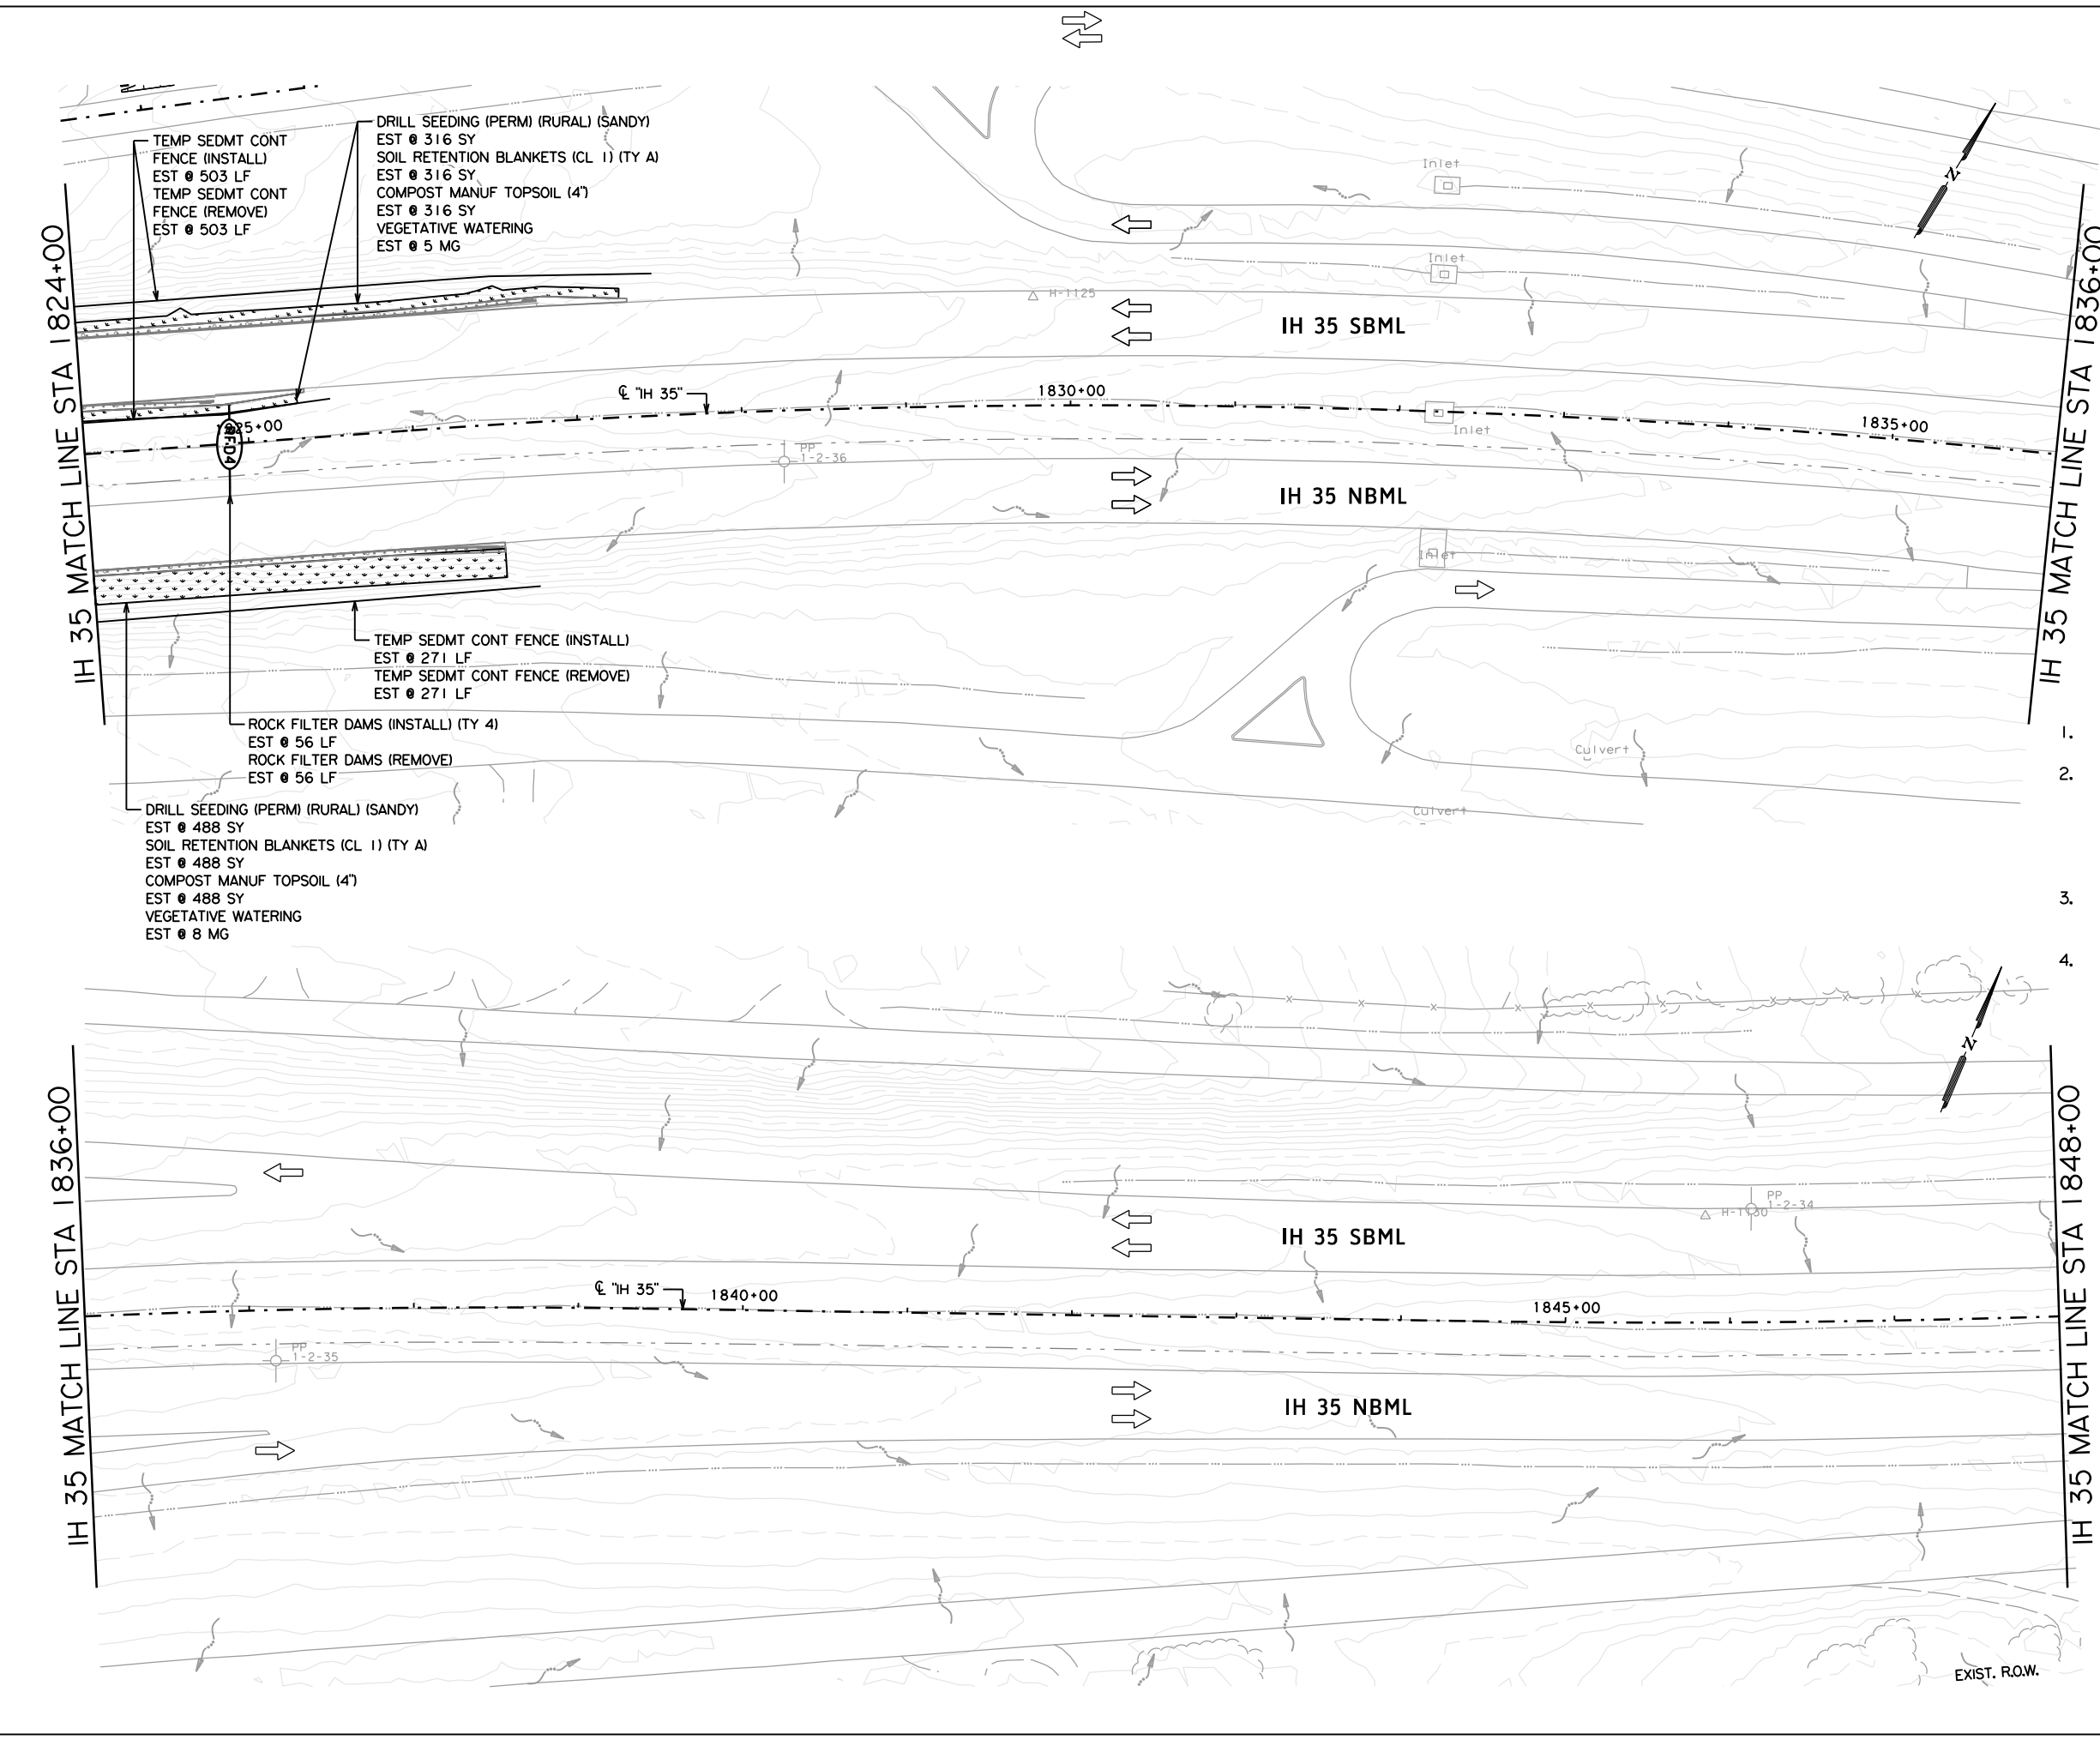 TEMP SEDMT CONT
FENCE (INSTALL)
EST @ 503 LF
TEMP SEDMT CONT
FENCE (REMOVE)
EST @ 503 LF
DRILL SEEDING (PERM) (RURAL) (SANDY)
EST @ 316 SY
SOIL RETENTION BLANKETS (CL 1) (TY A)
EST @ 316 SY
COMPOST MANUF TOPSOIL (4")
EST @ 316 SY
VEGETATIVE WATERING
EST @ 5 MG
N
Inlet
Inlet
H-1125
IH 35 SBML
IH 35 MATCH LINE STA 1824+00
IH 35 MATCH LINE STA 1836+00
℄ "IH 35"
1830+00
1825+00
1835+00
Inlet
PP
1-2-36
IH 35 NBML
Inlet
TEMP SEDMT CONT FENCE (INSTALL)
EST @ 271 LF
TEMP SEDMT CONT FENCE (REMOVE)
EST @ 271 LF
ROCK FILTER DAMS (INSTALL) (TY 4)
EST @ 56 LF
ROCK FILTER DAMS (REMOVE)
EST @ 56 LF
Culvert
Culvert
DRILL SEEDING (PERM) (RURAL) (SANDY)
EST @ 488 SY
SOIL RETENTION BLANKETS (CL 1) (TY A)
EST @ 488 SY
COMPOST MANUF TOPSOIL (4")
EST @ 488 SY
VEGETATIVE WATERING
EST @ 8 MG
1.
2.
3.
4.
N
IH 35 MATCH LINE STA 1836+00
IH 35 MATCH LINE STA 1848+00
PP
1-2-34
H-1130
IH 35 SBML
℄ "IH 35"
1840+00
1845+00
PP
1-2-35
IH 35 NBML
EXIST. R.O.W.